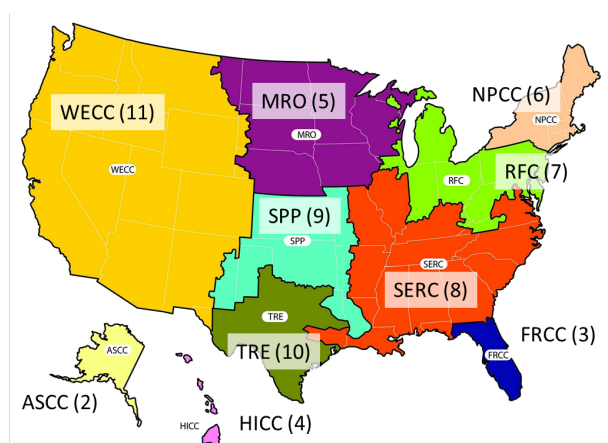 WECC (11)
WECC
MRO (5)
MRO
NPCC (6)
NPCC
RFC (7)
RFC
SPP (9)
SPP
SERC
SERC (8)
TRE
TRE (10)
FRCC (3)
FRCC
ASCC
ASCC (2)
HICC
HICC (4)